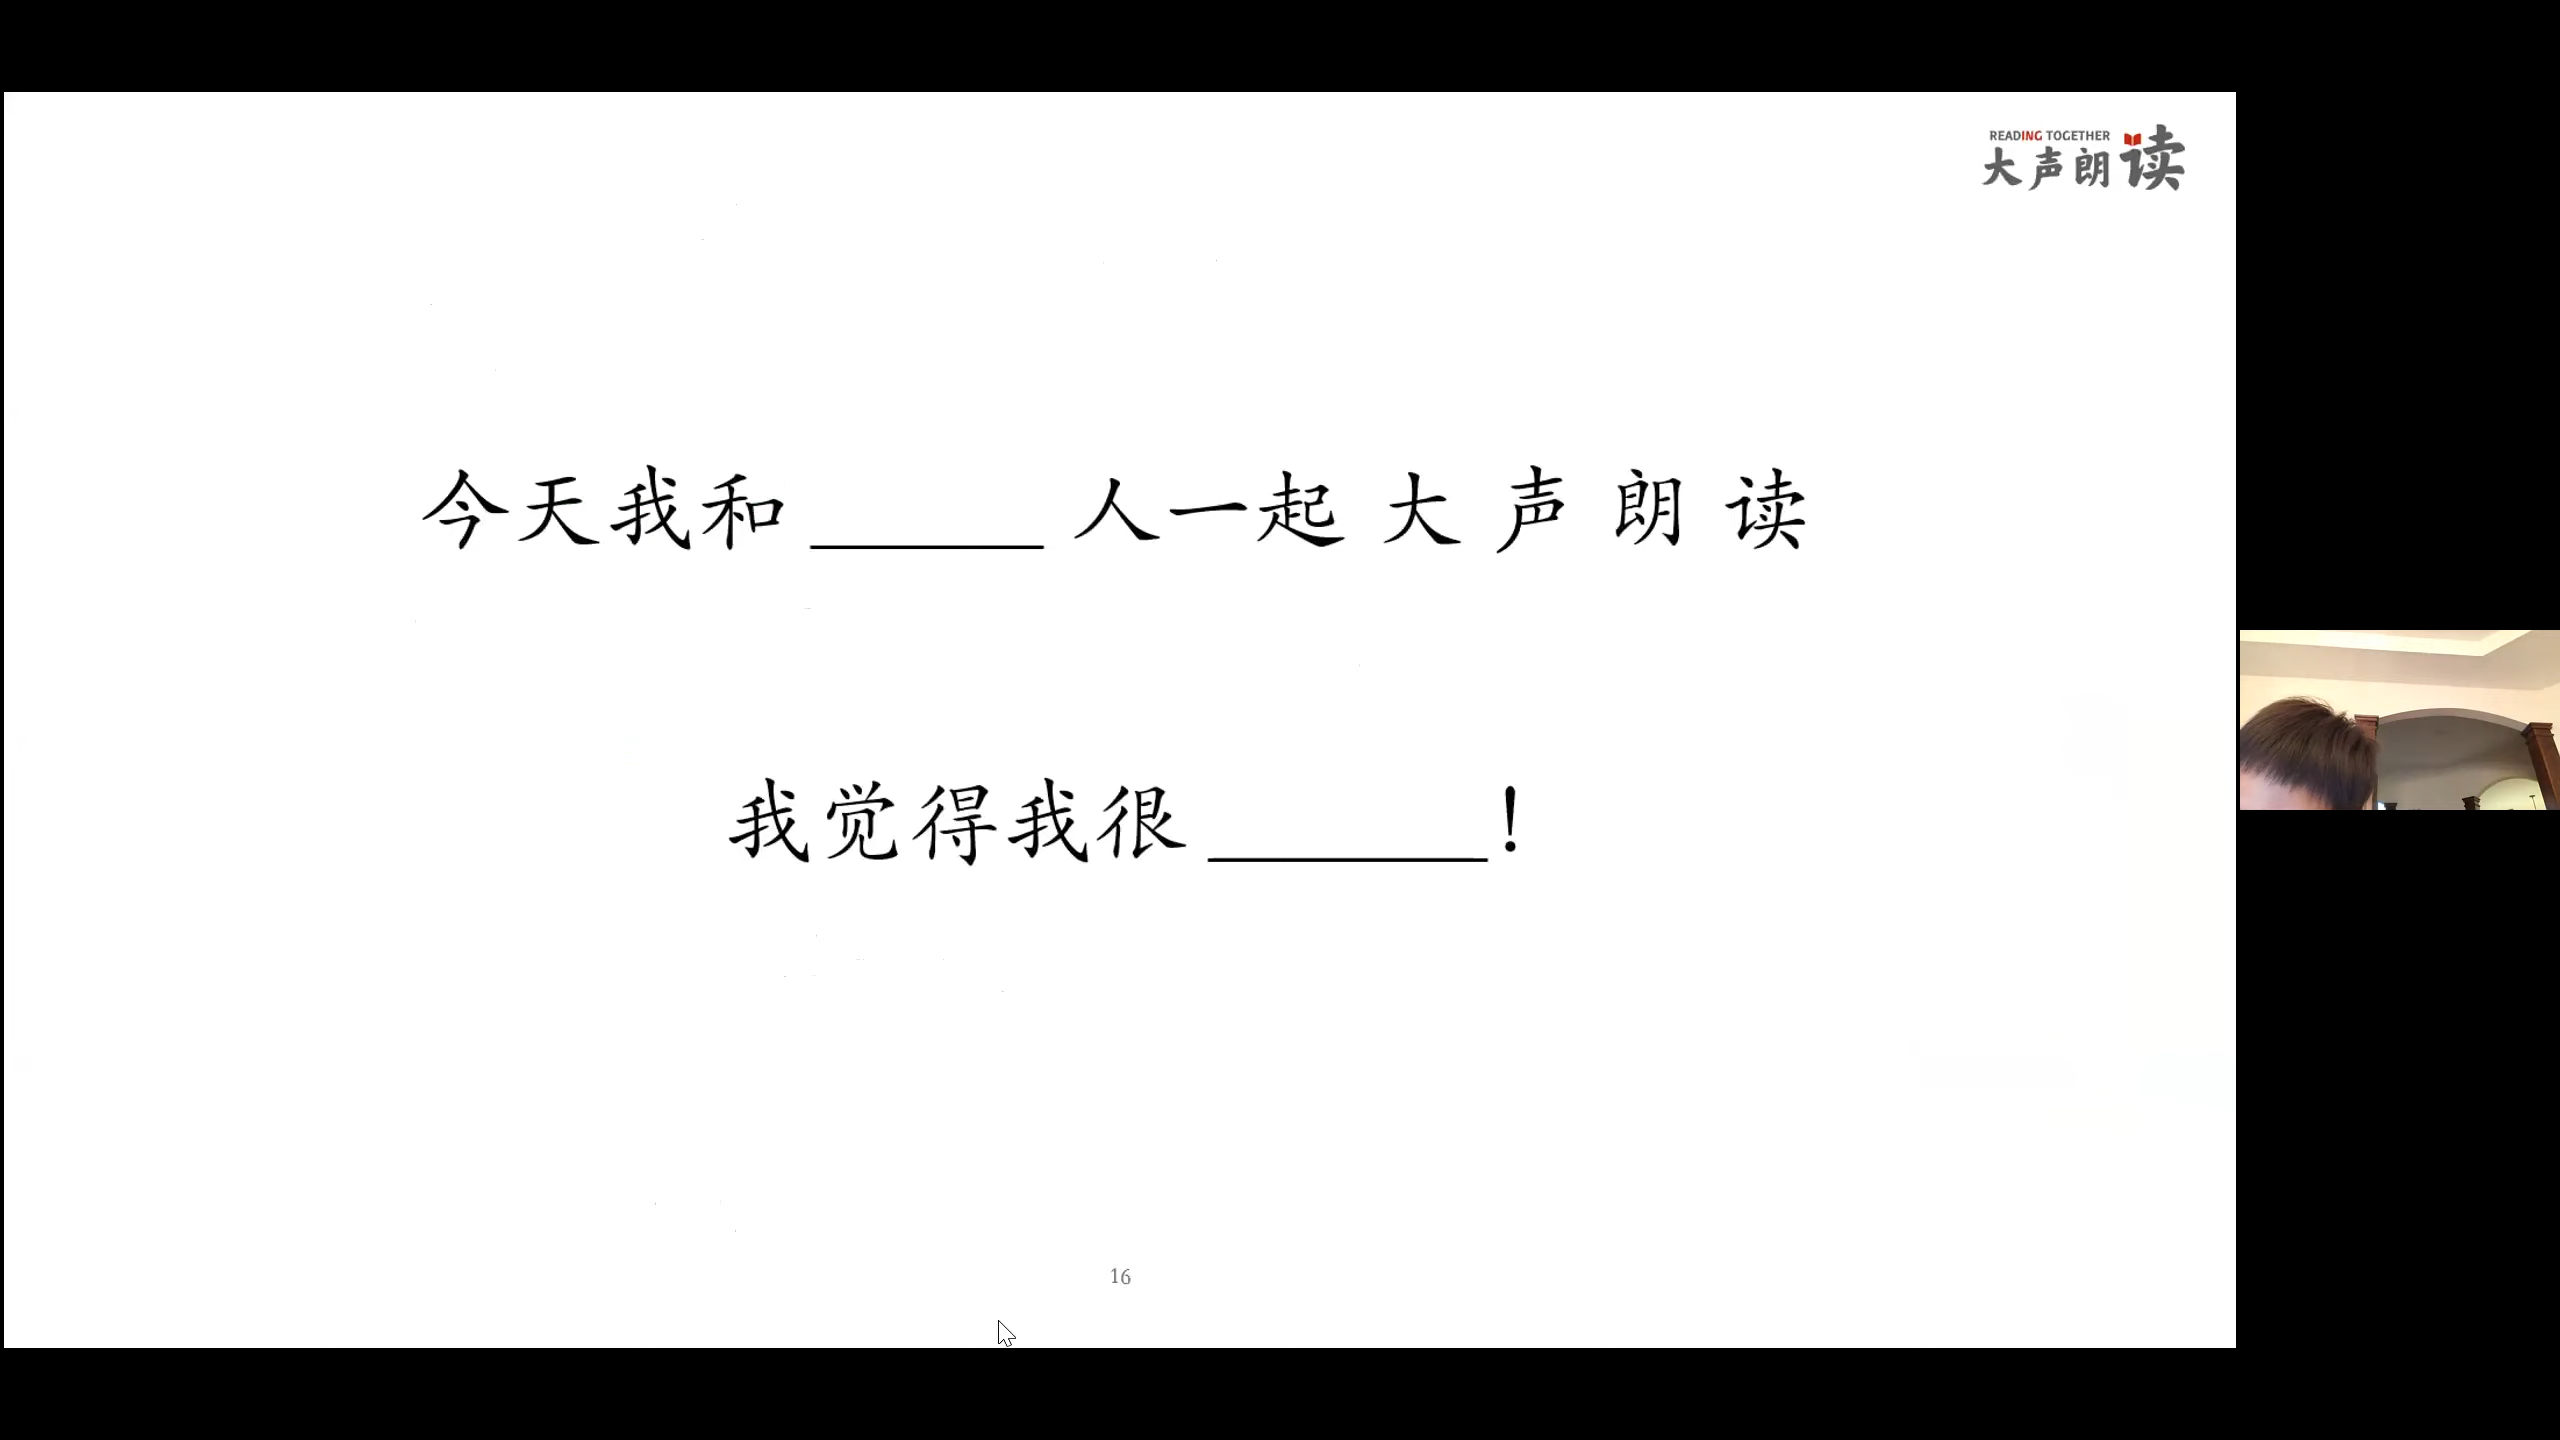 READING TOGETHER
大声朗读
今天我和 ______ 人一起 大 声 朗 读
我觉得我很 _______!
16